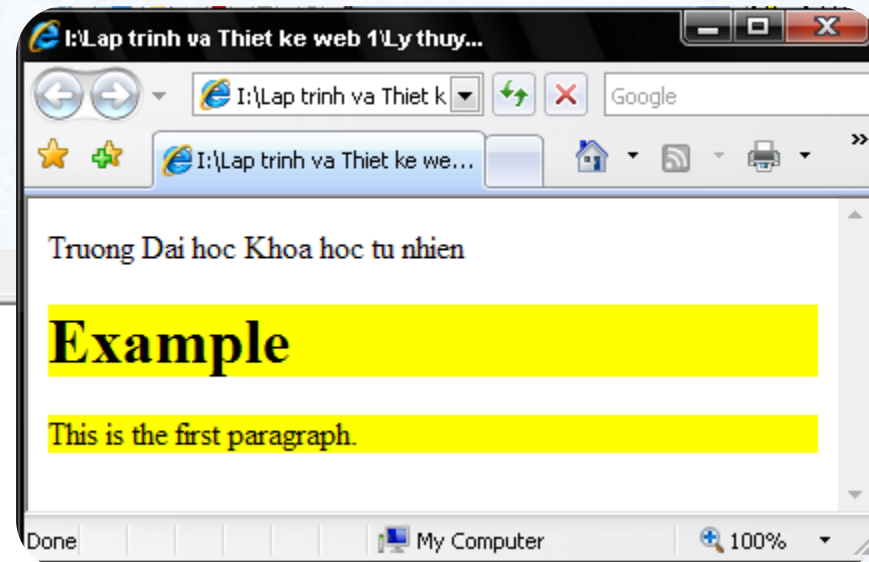 I:\Lap trinh va Thiet ke web 1\Ly thuy...
I:\Lap trinh va Thiet k
Google
I:\Lap trinh va Thiet ke we...
»
Truong Dai hoc Khoa hoc tu nhien
Example
This is the first paragraph.
Done
My Computer
100%